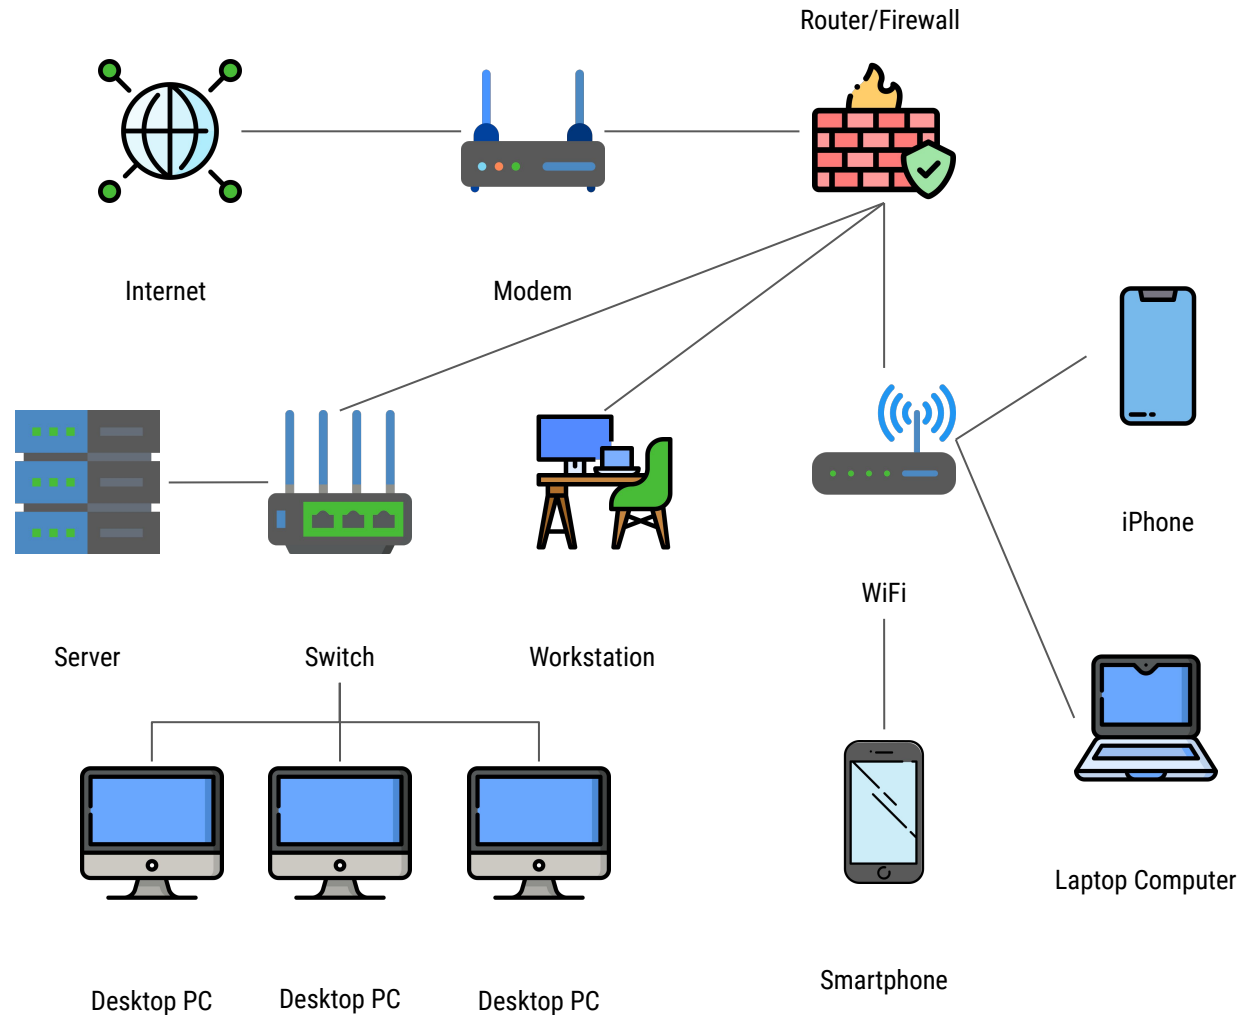 Router/Firewall
Internet
Modem
iPhone
WiFi
Server
Switch
Workstation
Laptop Computer
Smartphone
Desktop PC
Desktop PC
Desktop PC